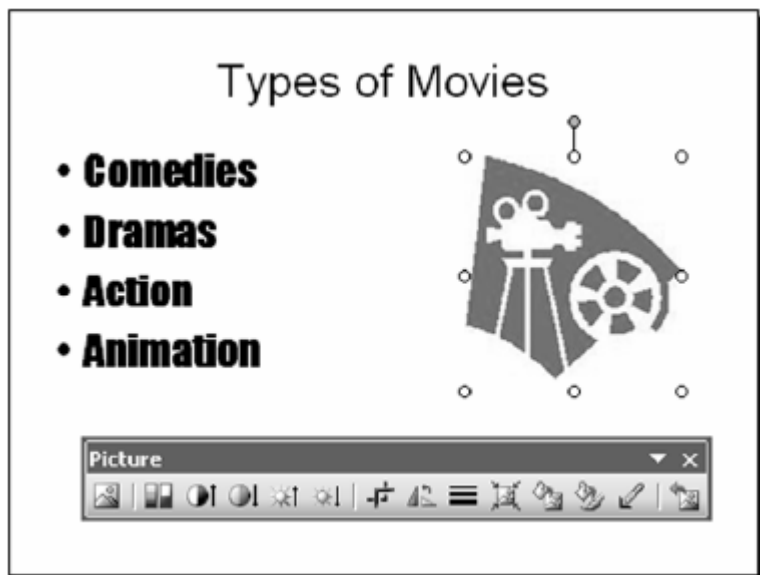 Types of Movies
• Comedies
• Dramas
• Action
• Animation
Picture